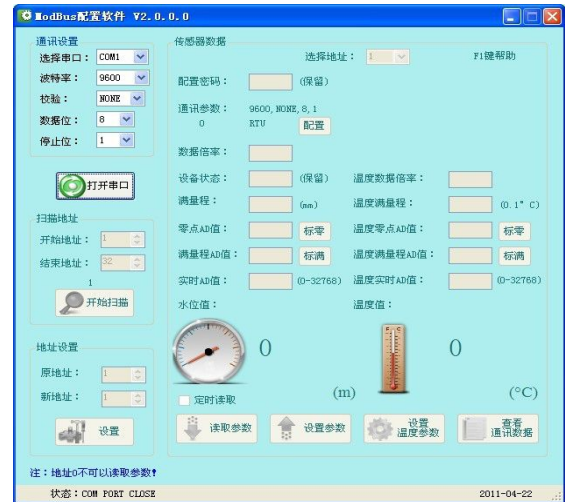 ModBus配置软件 V2.0.0.0
通讯设置
选择串口： COM1
波特率： 9600
校验： NONE
数据位： 8
停止位： 1
打开串口
扫描地址
开始地址： 1
结束地址： 32
1
开始扫描
地址设置
原地址： 1
新地址： 1
设置
传感器数据
选择地址： 1 F1键帮助
配置密码： (保留)
通讯参数： 9600, NONE, 8, 1
0 RTU 配置
数据倍率：
设备状态： (保留) 温度数据倍率：
满量程： (mm) 温度满量程： (0.1° C)
零点AD值： 标零 温度零点AD值： 标零
满量程AD值： 标满 温度满量程AD值： 标满
实时AD值： (0-32768) 温度实时AD值： (0-32768)
水位值： 温度值：
0 0
(m) (°C)
定时读取
读取参数 设置参数 设置温度参数 查看通讯数据
注：地址0不可以读取参数!
状态：COM PORT CLOSE 2011-04-22